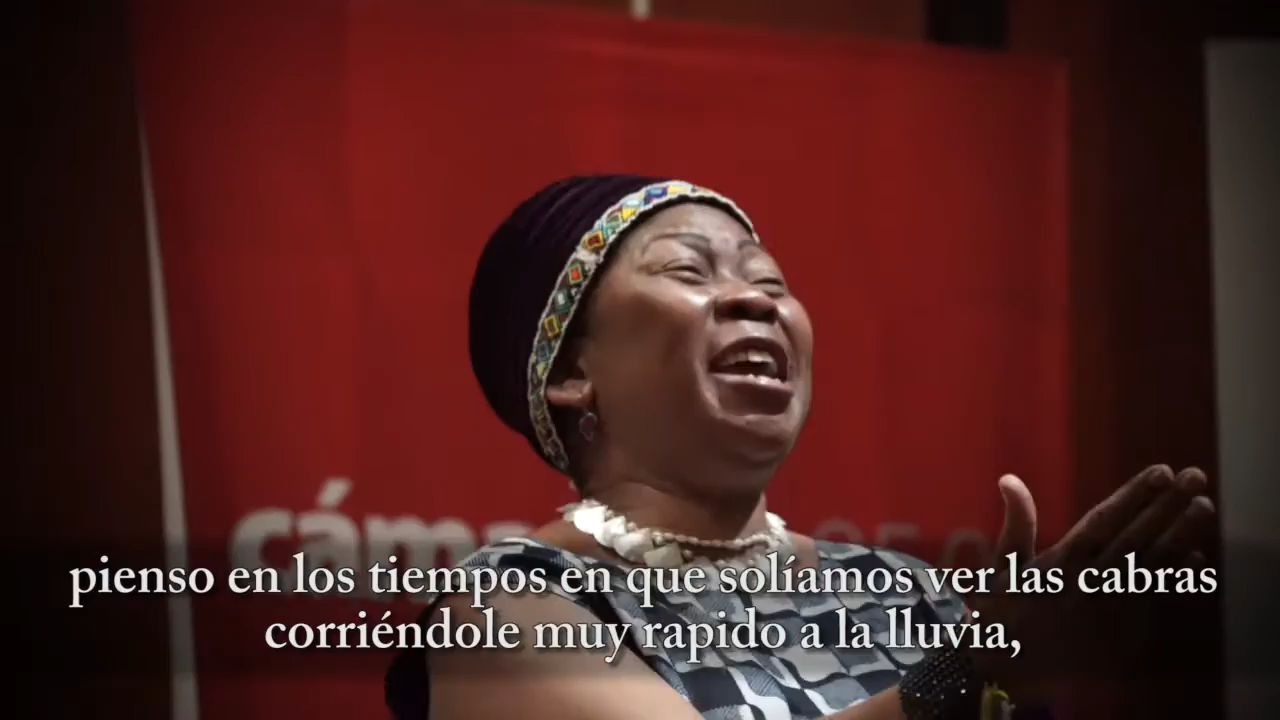 pienso en los tiempos en que solíamos ver las cabras
corriéndole muy rapido a la lluvia,